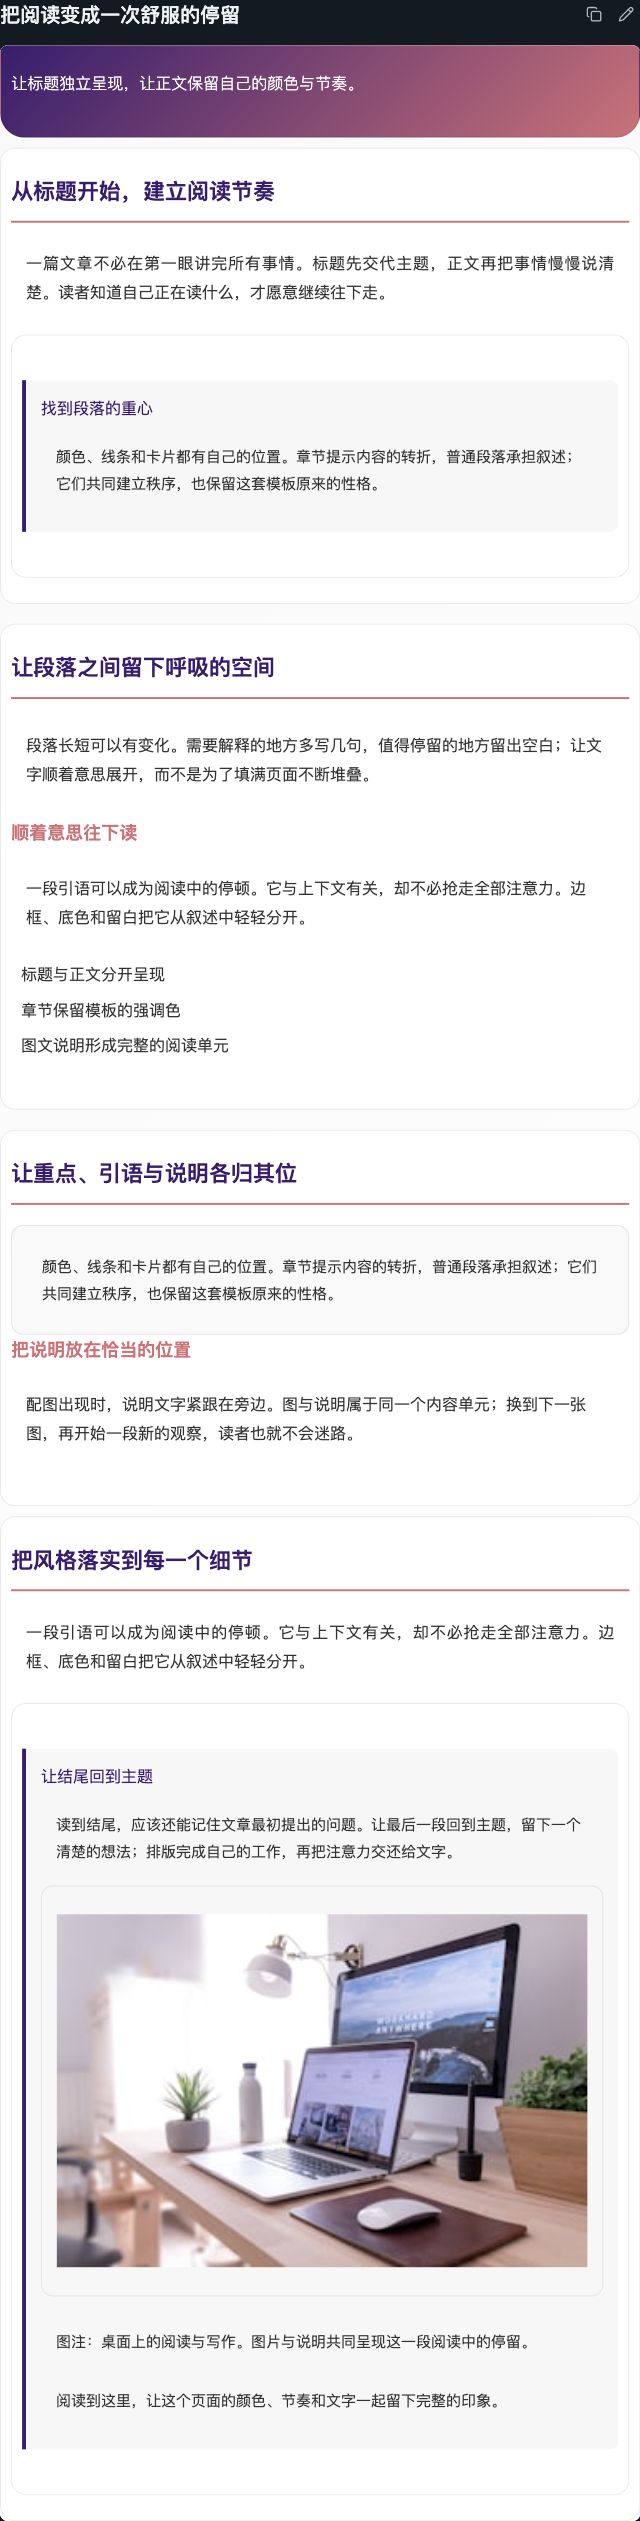 把阅读变成一次舒服的停留
让标题独立呈现，让正文保留自己的颜色与节奏。
从标题开始，建立阅读节奏
一篇文章不必在第一眼讲完所有事情。标题先交代主题，正文再把事情慢慢说清
楚。读者知道自己正在读什么，才愿意继续往下走。
找到段落的重心
颜色、线条和卡片都有自己的位置。章节提示内容的转折，普通段落承担叙述；
它们共同建立秩序，也保留这套模板原来的性格。
让段落之间留下呼吸的空间
段落长短可以有变化。需要解释的地方多写几句，值得停留的地方留出空白；让文
字顺着意思展开，而不是为了填满页面不断堆叠。
顺着意思往下读
一段引语可以成为阅读中的停顿。它与上下文有关，却不必抢走全部注意力。边
框、底色和留白把它从叙述中轻轻分开。
标题与正文分开呈现
章节保留模板的强调色
图文说明形成完整的阅读单元
让重点、引语与说明各归其位
颜色、线条和卡片都有自己的位置。章节提示内容的转折，普通段落承担叙述；它们
共同建立秩序，也保留这套模板原来的性格。
把说明放在恰当的位置
配图出现时，说明文字紧跟在旁边。图与说明属于同一个内容单元；换到下一张
图，再开始一段新的观察，读者也就不会迷路。
把风格落实到每一个细节
一段引语可以成为阅读中的停顿。它与上下文有关，却不必抢走全部注意力。边
框、底色和留白把它从叙述中轻轻分开。
让结尾回到主题
读到结尾，应该还能记住文章最初提出的问题。让最后一段回到主题，留下一个
清楚的想法；排版完成自己的工作，再把注意力交还给文字。
WORK HARD
ANYWHERE
图注：桌面上的阅读与写作。图片与说明共同呈现这一段阅读中的停留。
阅读到这里，让这个页面的颜色、节奏和文字一起留下完整的印象。